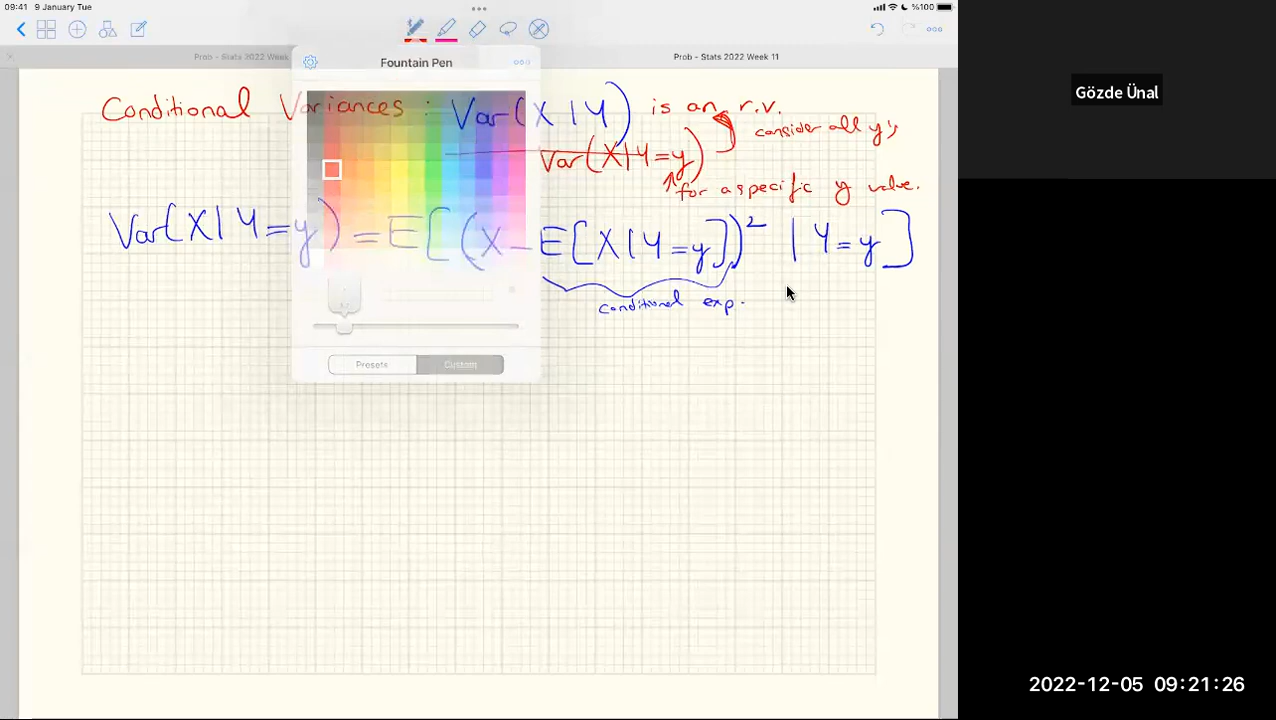 09:41 9 January Tue
%100
Prob - Stats 2022 Week
Prob - Stats 2022 Week 11
Fountain Pen
Conditional Variances : Var(X|Y) is an r.v.
consider all y's
Var(X|Y=y)
for a specific y value.
Var(X|Y=y) = E[(X-E[X|Y=y])² | Y=y]
conditional exp.
Presets Custom
Gözde Ünal
2022-12-05 09:21:26